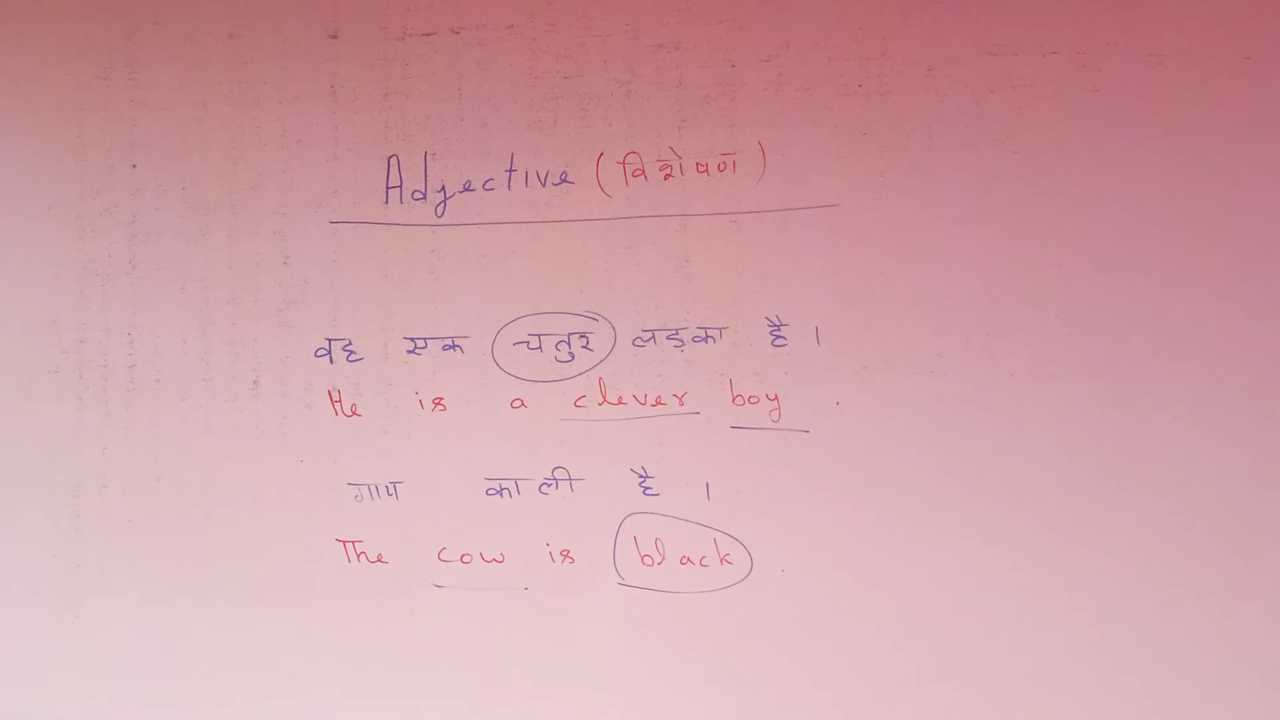 Adjective (विशेषण)
वह एक चतुर लड़का है ।
He is a clever boy .
गाय काली है ।
The cow is black .